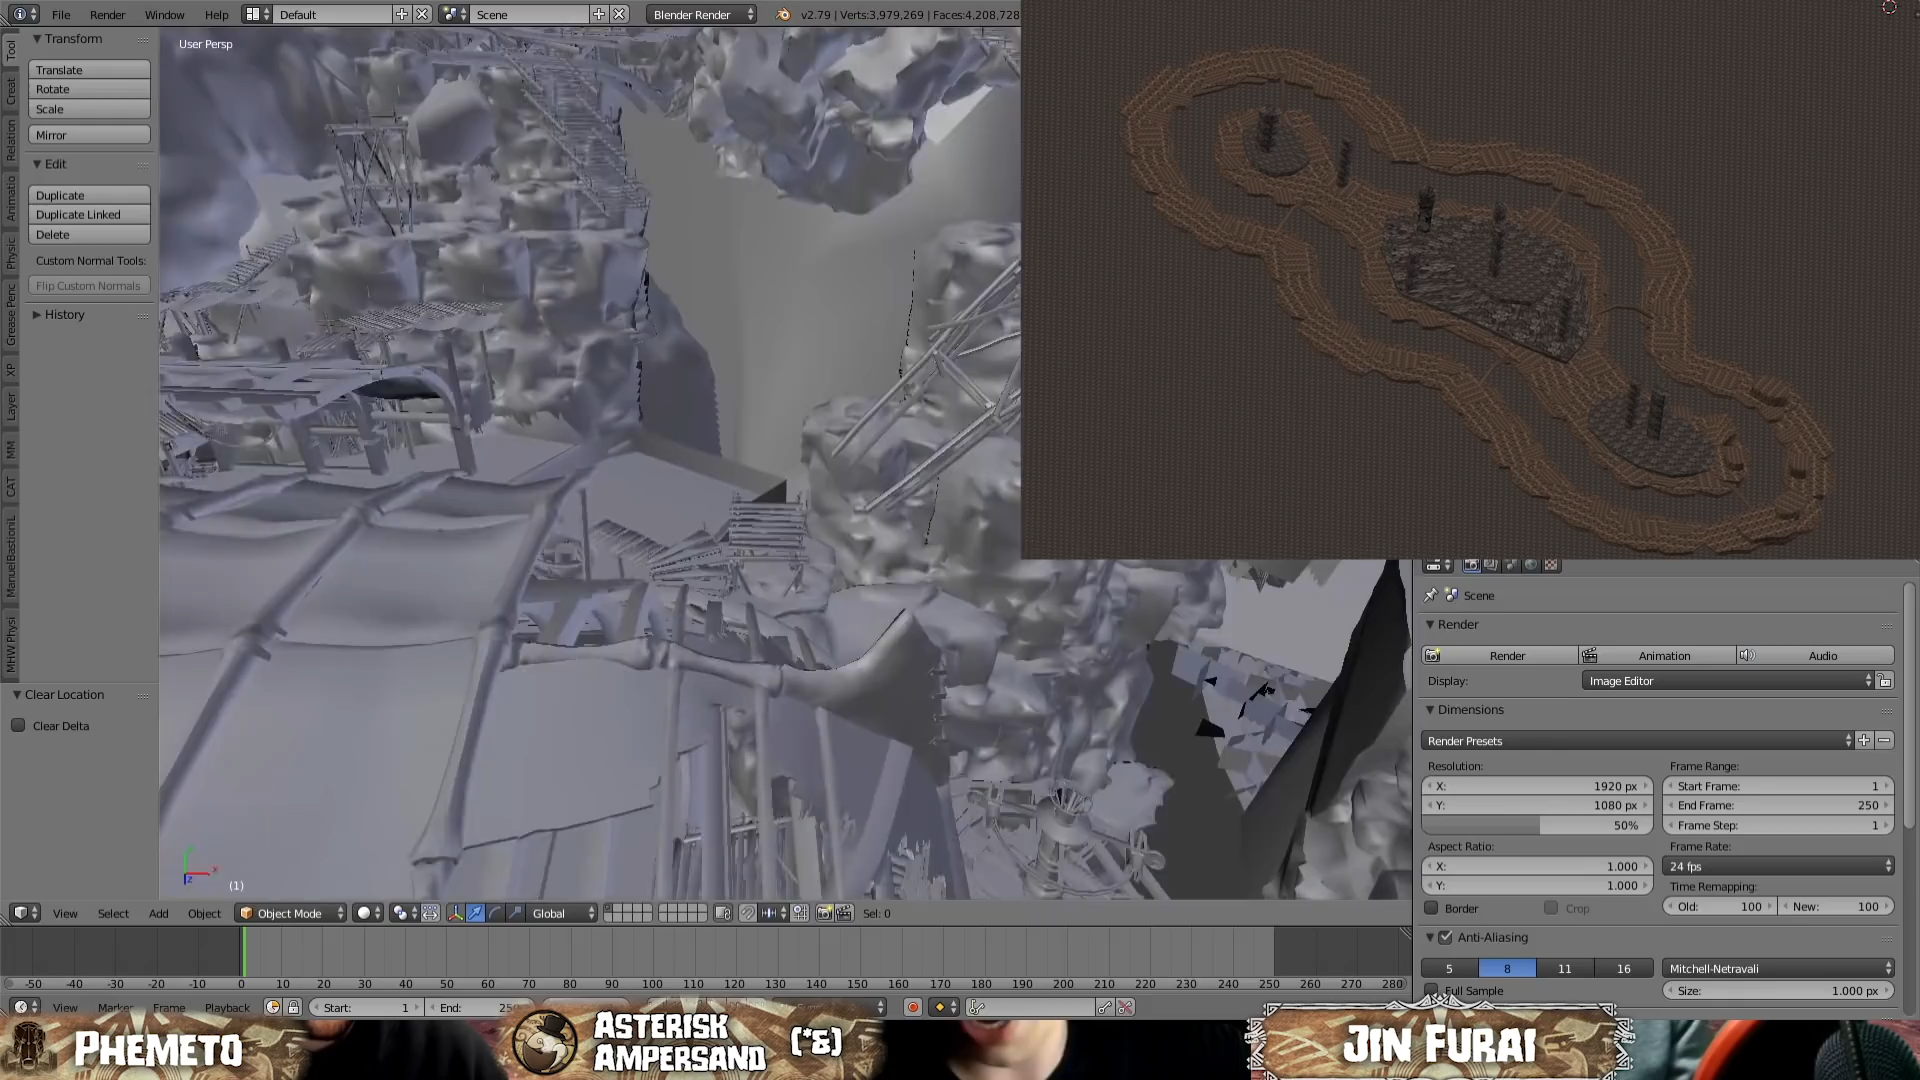 File Render Window Help Default Scene Blender Render v2.79 | Verts:3,979,269 | Faces:4,208,728
User Persp
Tool
Creat
Relation
Animatio
Physic
Grease Penc
XP
Layer
MM
CAT
ManuelBastioniL
MHW Physi
Transform
Translate
Rotate
Scale
Mirror
Edit
Duplicate
Duplicate Linked
Delete
Custom Normal Tools:
Flip Custom Normals
History
Clear Location
Clear Delta
x
z
(1)
View Select Add Object Object Mode Global Sel: 0
Scene
Render
Render Animation Audio
Display: Image Editor
Dimensions
Render Presets
Resolution: Frame Range:
X: 1920 px Start Frame: 1
Y: 1080 px End Frame: 250
50% Frame Step: 1
Aspect Ratio: Frame Rate:
X: 1.000 24 fps
Y: 1.000 Time Remapping:
Border Crop Old: 100 New: 100
Anti-Aliasing
5 8 11 16 Mitchell-Netravali
Full Sample Size: 1.000 px
-50 -40 -30 -20 -10 0 10 20 30 40 50 60 70 80 90 100 110 120 130 140 150 160 170 180 190 200 210 220 230 240 250 260 270 280
View Marker Frame Playback Start: 1 End:
PHEMETO
ASTERISK
AMPERSAND
(*&)
JIN FURAI